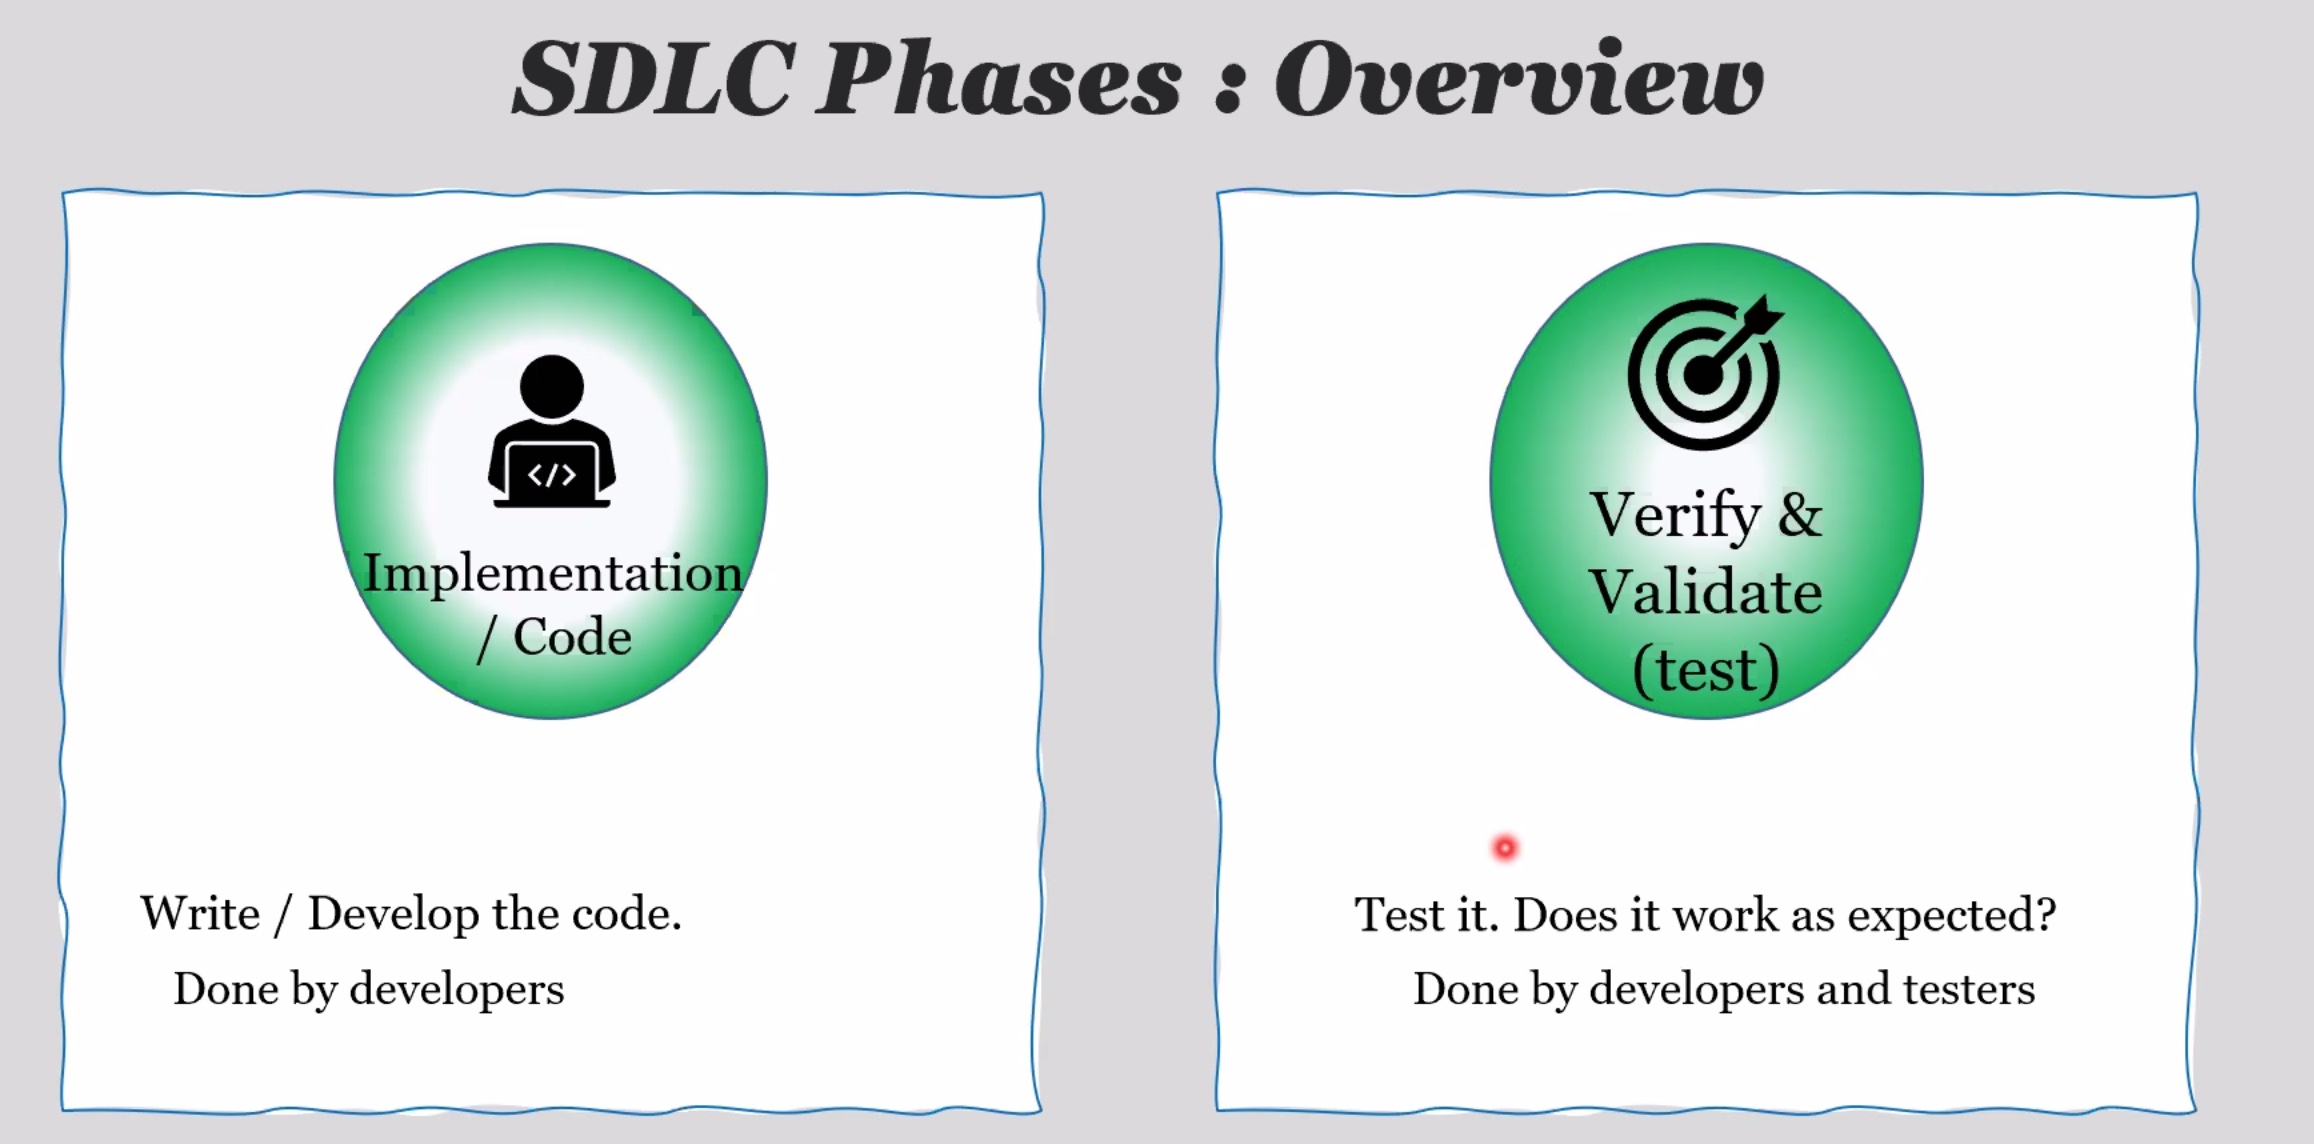 SDLC Phases : Overview
</>
Implementation
/ Code
Write / Develop the code.
Done by developers
Verify &
Validate
(test)
Test it. Does it work as expected?
Done by developers and testers